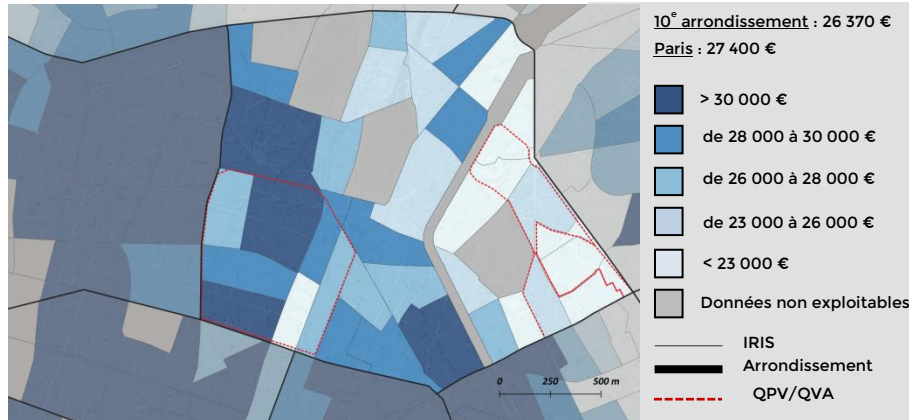 10e arrondissement : 26 370 €
Paris : 27 400 €
> 30 000 €
de 28 000 à 30 000 €
de 26 000 à 28 000 €
de 23 000 à 26 000 €
< 23 000 €
Données non exploitables
IRIS
Arrondissement
QPV/QVA
0 250 500 m